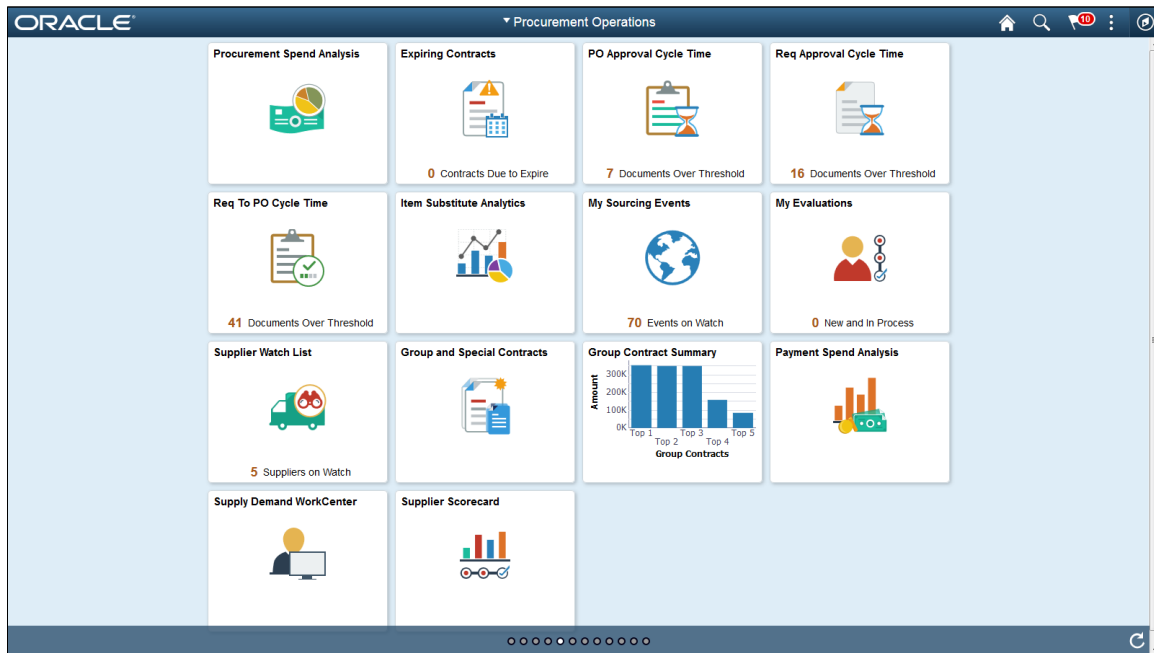 ORACLE
Procurement Operations
10
Procurement Spend Analysis
Expiring Contracts
0 Contracts Due to Expire
PO Approval Cycle Time
7 Documents Over Threshold
Req Approval Cycle Time
16 Documents Over Threshold
Req To PO Cycle Time
41 Documents Over Threshold
Item Substitute Analytics
My Sourcing Events
70 Events on Watch
My Evaluations
0 New and In Process
Supplier Watch List
5 Suppliers on Watch
Group and Special Contracts
Group Contract Summary
Amount
300K
200K
100K
0K
Top 1
Top 2
Top 3
Top 4
Top 5
Group Contracts
Payment Spend Analysis
Supply Demand WorkCenter
Supplier Scorecard